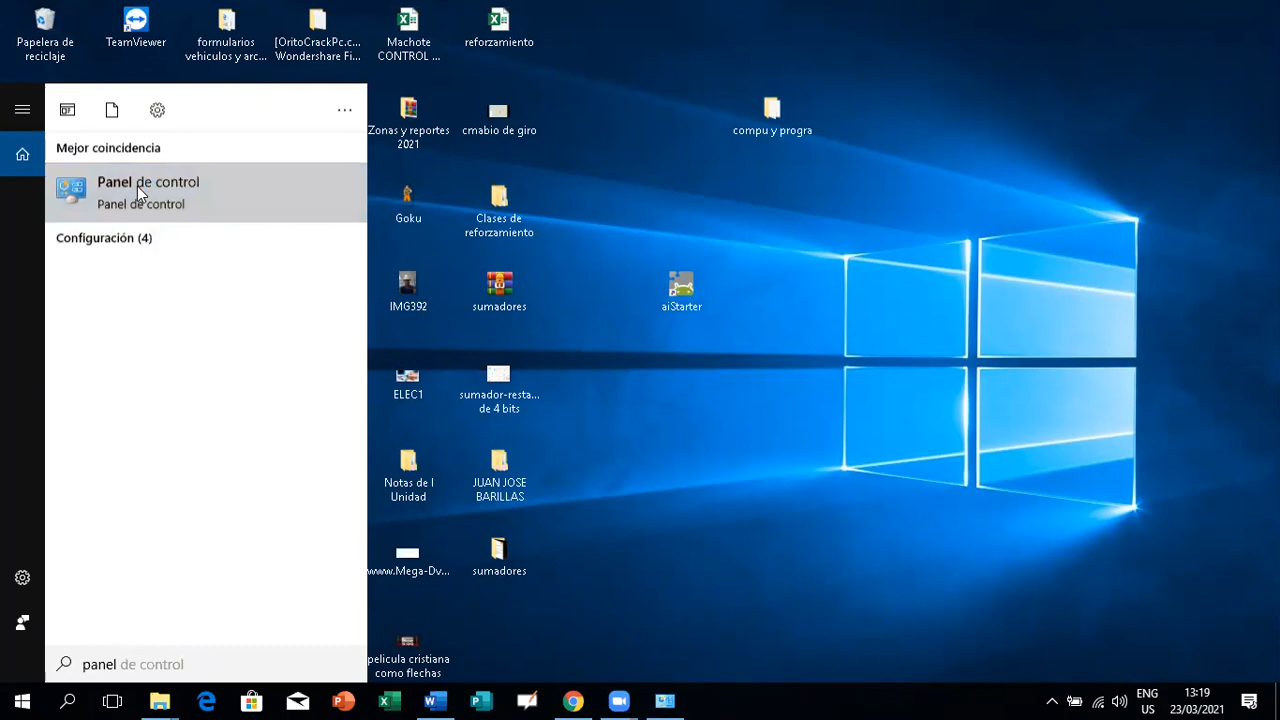 Papelera de
reciclaje
TeamViewer
formularios
vehiculos y arc...
[OritoCrackPc.c...
Wondershare Fi...
Machote
CONTROL ...
reforzamiento
Mejor coincidencia
Panel de control
Panel de control
Configuración (4)
Zonas y reportes
2021
cmabio de giro
compu y progra
Goku
Clases de
reforzamiento
IMG392
sumadores
aiStarter
ELEC1
sumador-resta...
de 4 bits
Notas de I
Unidad
JUAN JOSE
BARILLAS
www.Mega-Dv...
sumadores
pelicula cristiana
como flechas
panel de control
ENG
US
13:19
23/03/2021